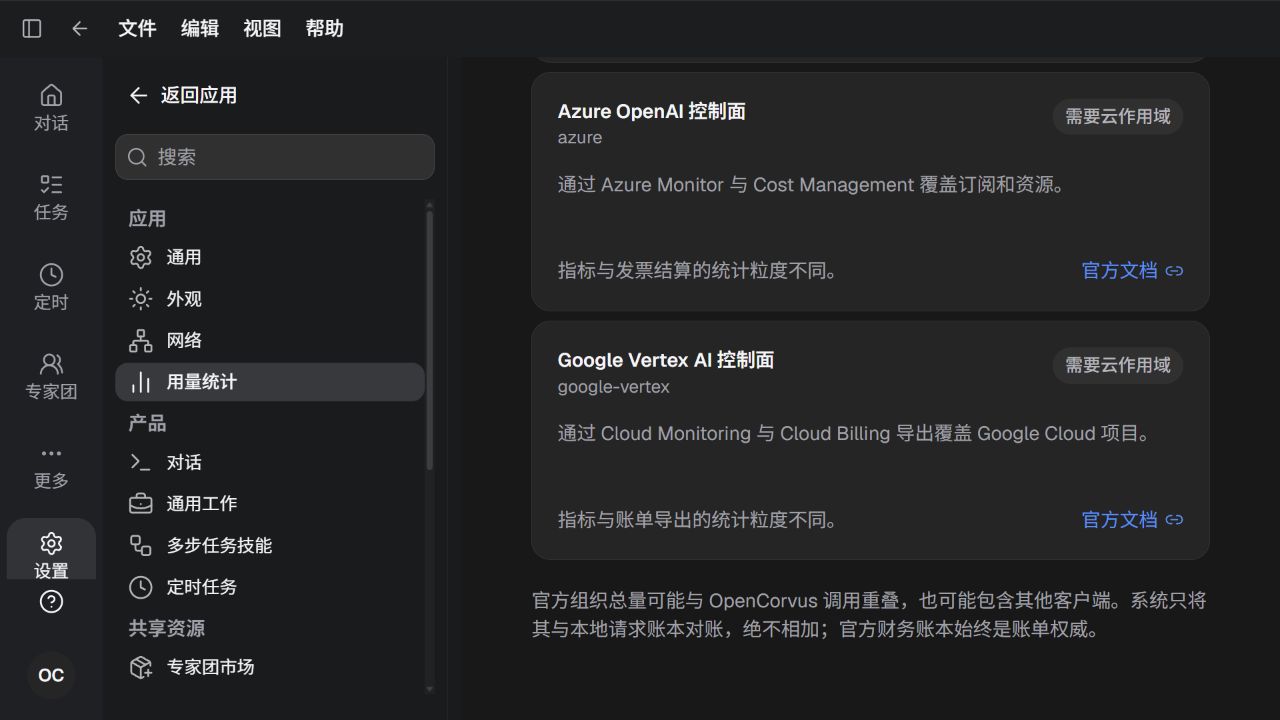 文件 编辑 视图 帮助
对话
任务
定时
专家团
更多
设置
OC
返回应用
搜索
应用
通用
外观
网络
用量统计
产品
对话
通用工作
多步任务技能
定时任务
共享资源
专家团市场
Azure OpenAI 控制面
需要云作用域
azure
通过 Azure Monitor 与 Cost Management 覆盖订阅和资源。
指标与发票结算的统计粒度不同。
官方文档
Google Vertex AI 控制面
需要云作用域
google-vertex
通过 Cloud Monitoring 与 Cloud Billing 导出覆盖 Google Cloud 项目。
指标与账单导出的统计粒度不同。
官方文档
官方组织总量可能与 OpenCorvus 调用重叠，也可能包含其他客户端。系统只将
其与本地请求账本对账，绝不相加；官方财务账本始终是账单权威。